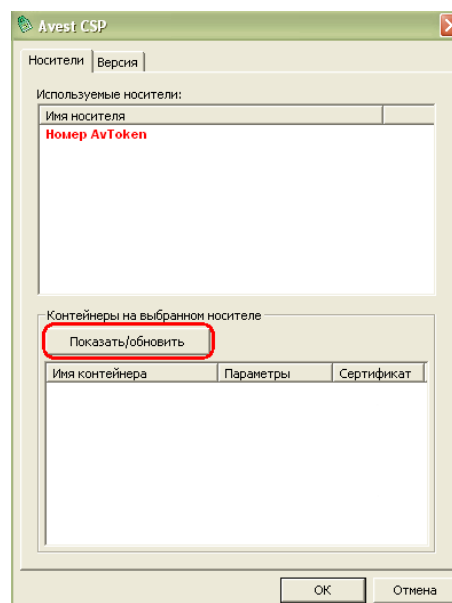 Avest CSP
Носители Версия
Используемые носители:
Имя носителя
Номер AvToken
Контейнеры на выбранном носителе
Показать/обновить
Имя контейнера Параметры Сертификат
OK Отмена